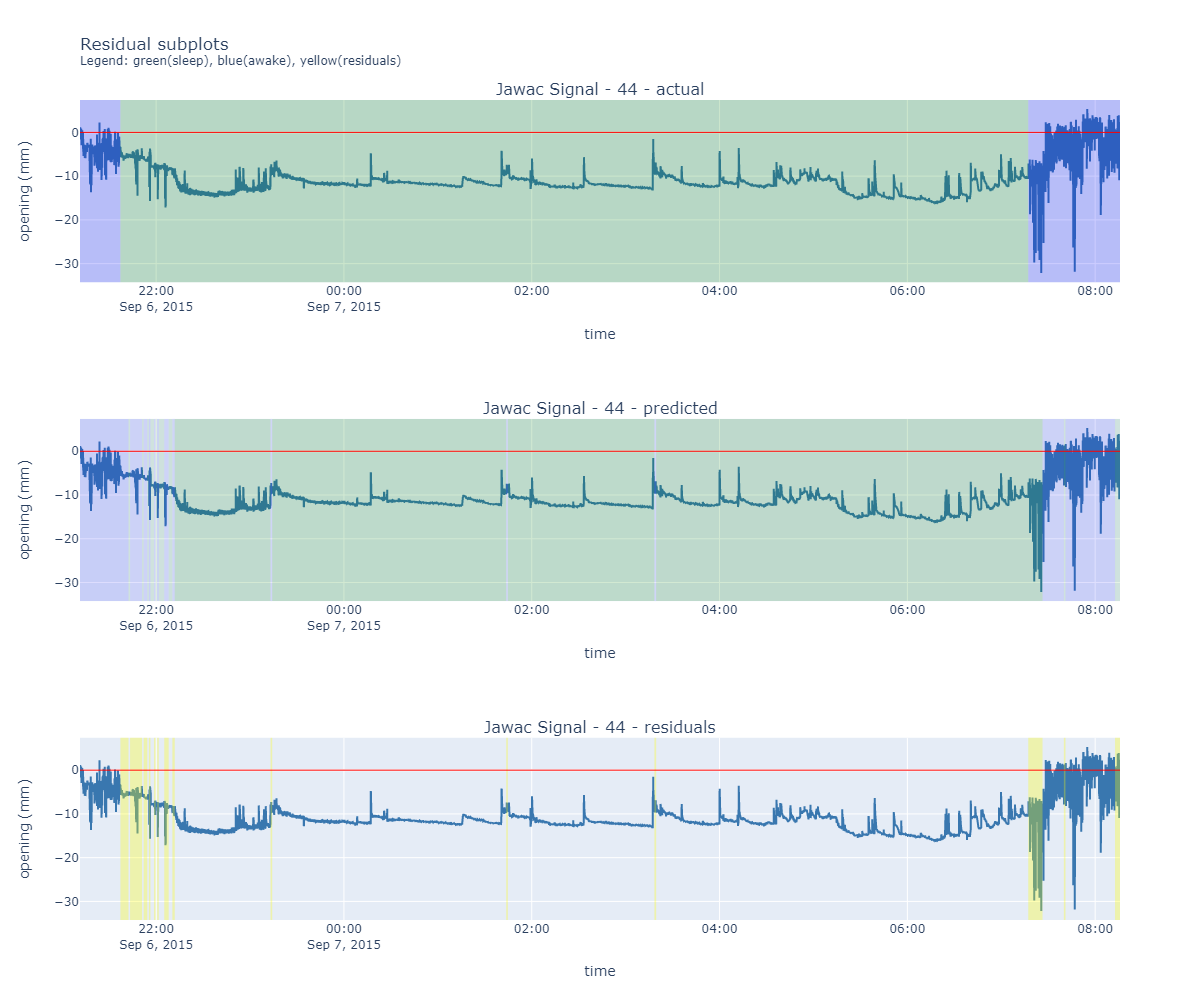 Residual subplots
Legend: green(sleep), blue(awake), yellow(residuals)
Jawac Signal - 44 - actual
opening (mm)
0
−10
−20
−30
22:00 00:00 02:00 04:00 06:00 08:00
Sep 6, 2015 Sep 7, 2015
time
Jawac Signal - 44 - predicted
opening (mm)
0
−10
−20
−30
22:00 00:00 02:00 04:00 06:00 08:00
Sep 6, 2015 Sep 7, 2015
time
Jawac Signal - 44 - residuals
opening (mm)
0
−10
−20
−30
22:00 00:00 02:00 04:00 06:00 08:00
Sep 6, 2015 Sep 7, 2015
time